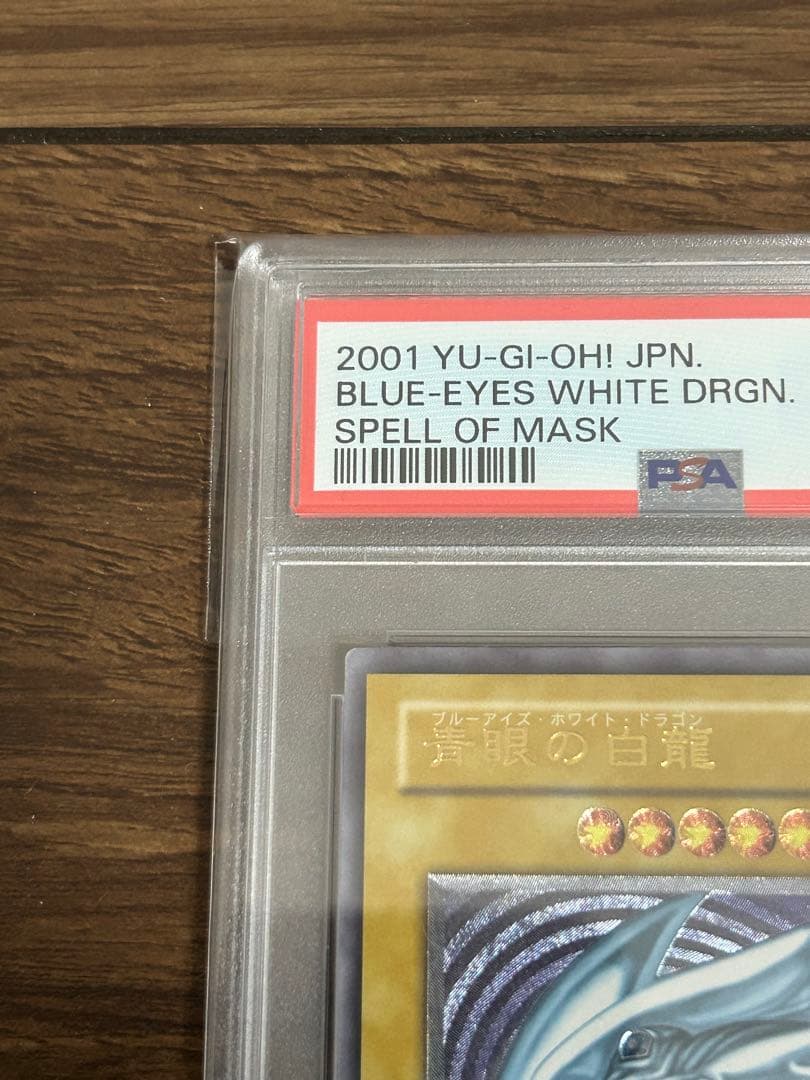 2001 YU-GI-OH! JPN.
BLUE-EYES WHITE DRGN.
SPELL OF MASK
PSA
ブルーアイズ・ホワイト・ドラゴン
青眼の白龍